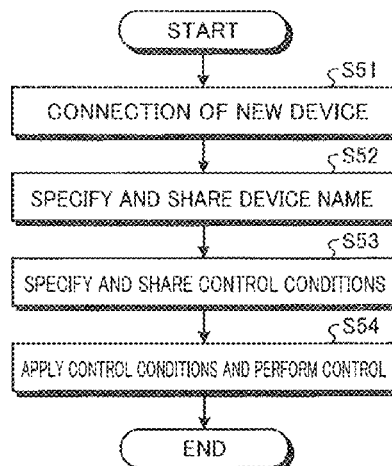 START
S51
CONNECTION OF NEW DEVICE
S52
SPECIFY AND SHARE DEVICE NAME
S53
SPECIFY AND SHARE CONTROL CONDITIONS
S54
APPLY CONTROL CONDITIONS AND PERFORM CONTROL
END